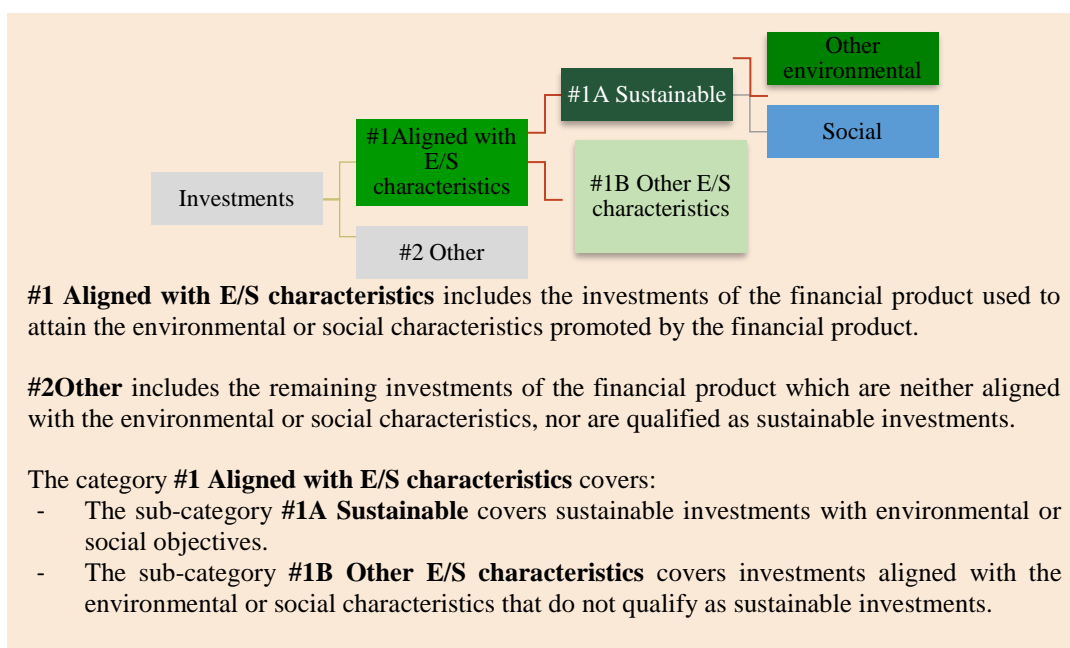 Other
environmental
#1A Sustainable
Social
#1Aligned with
E/S
characteristics
#1B Other E/S
characteristics
Investments
#2 Other
#1 Aligned with E/S characteristics includes the investments of the financial product used to
attain the environmental or social characteristics promoted by the financial product.
#2Other includes the remaining investments of the financial product which are neither aligned
with the environmental or social characteristics, nor are qualified as sustainable investments.
The category #1 Aligned with E/S characteristics covers:
- The sub-category #1A Sustainable covers sustainable investments with environmental or
social objectives.
- The sub-category #1B Other E/S characteristics covers investments aligned with the
environmental or social characteristics that do not qualify as sustainable investments.